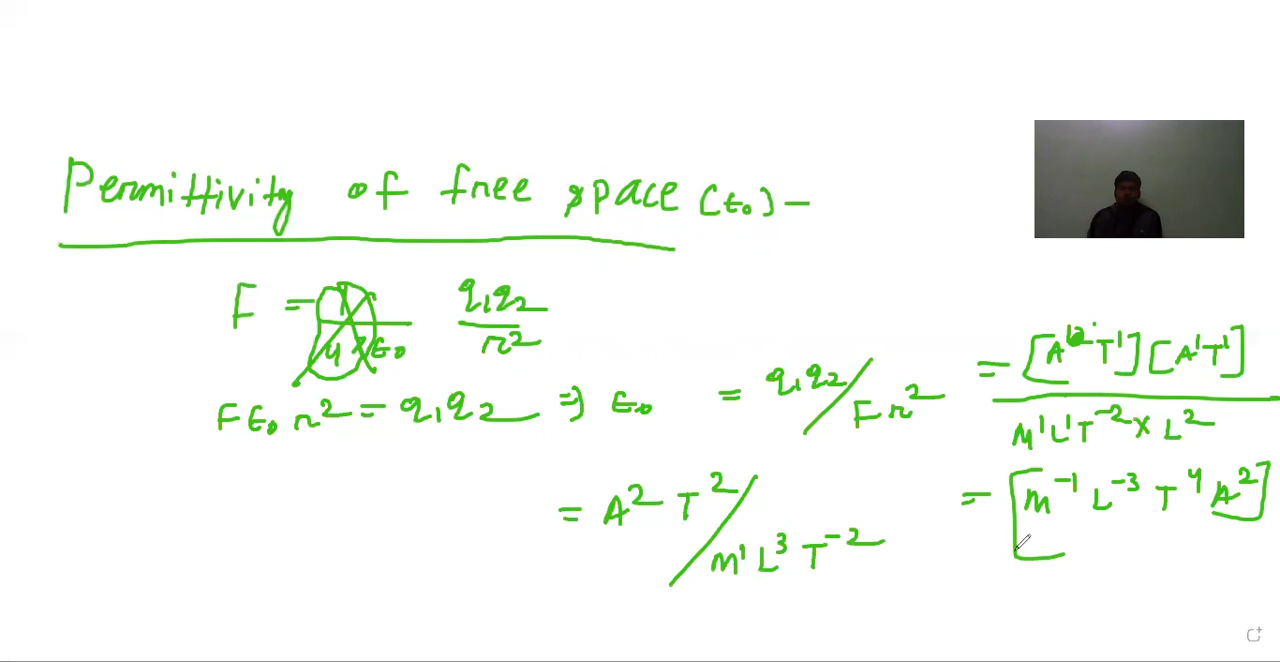 Permittivity of free space (ε₀) —
F = 1/4πε₀ q₁q₂/r²
Fε₀r² = q₁q₂ ⇒ ε₀ = q₁q₂/Fr² = [A¹T¹][A¹T¹]/M¹L¹T⁻² × L²
= A²T²/M¹L³T⁻² = [M⁻¹L⁻³T⁴A²]